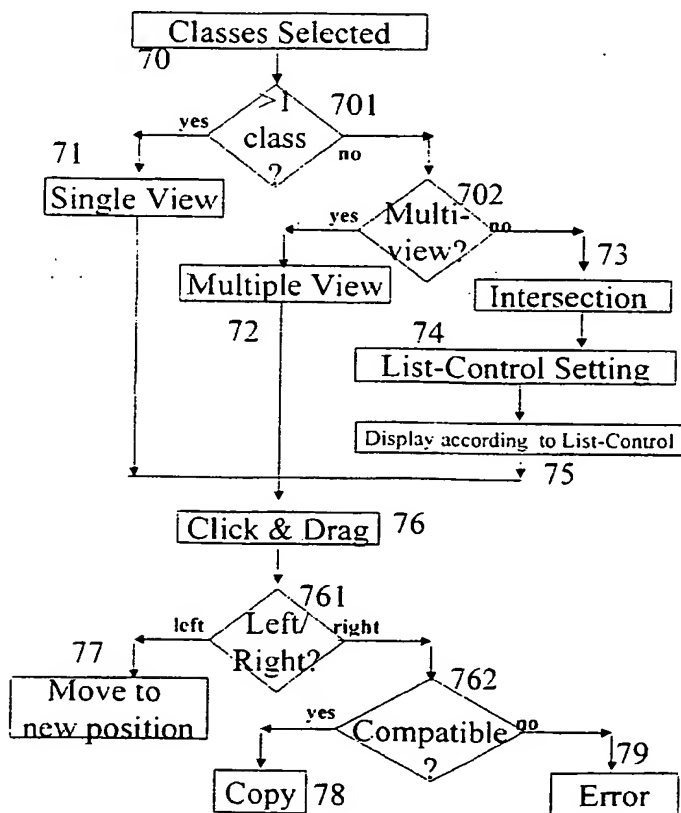 Classes Selected
70
>1
class
?
701
yes
no
71
Single View
702
Multi-
view?
yes
no
73
Multiple View
72
Intersection
74
List-Control Setting
Display according to List-Control
75
Click & Drag
76
761
Left/
Right?
left
right
77
Move to
new position
762
Compatible
?
yes
no
Copy
78
79
Error